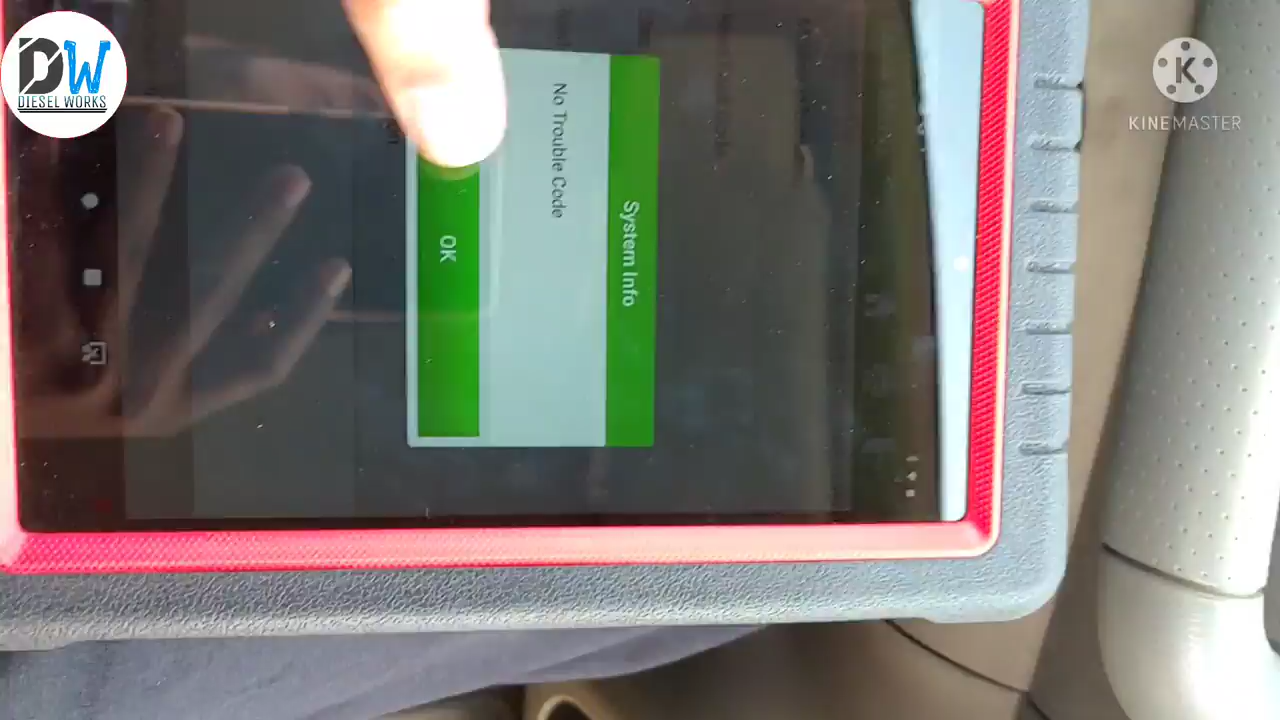 DW
DIESEL WORKS
K
KINEMASTER
System Info
No Trouble Code
OK